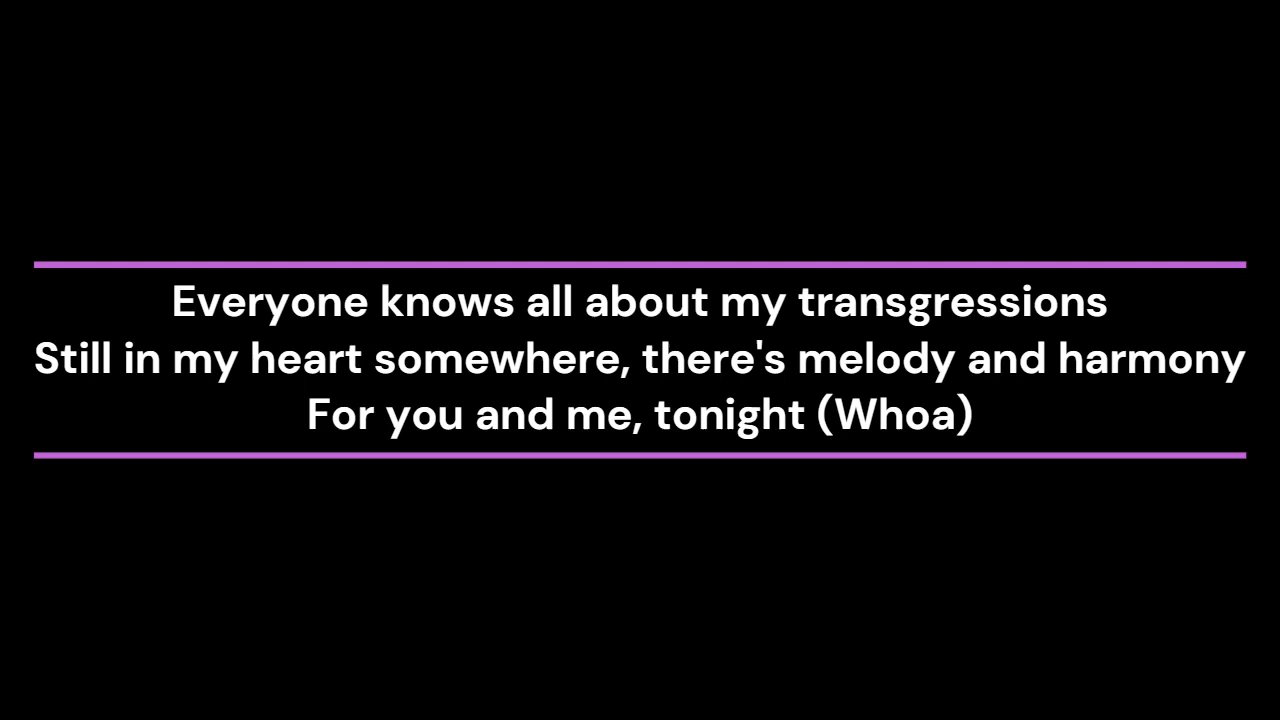 Everyone knows all about my transgressions
Still in my heart somewhere, there's melody and harmony
For you and me, tonight (Whoa)